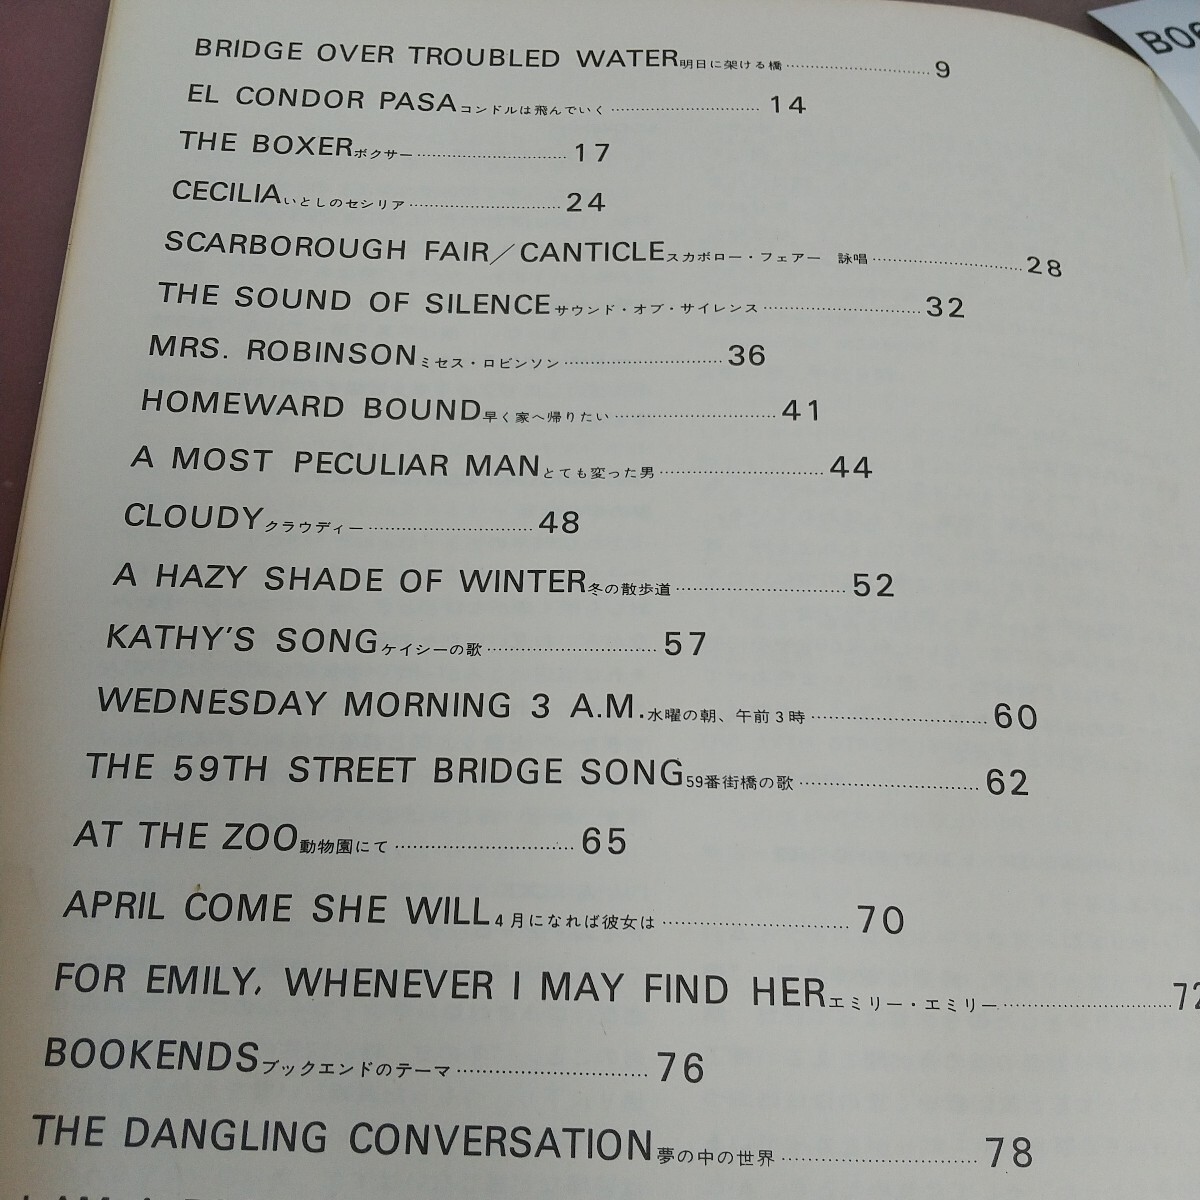 B06
BRIDGE OVER TROUBLED WATER明日に架ける橋 9
EL CONDOR PASAコンドルは飛んでいく 14
THE BOXERボクサー 17
CECILIAいとしのセシリア 24
SCARBOROUGH FAIR／CANTICLEスカボロー・フェアー　詠唱 28
THE SOUND OF SILENCEサウンド・オブ・サイレンス 32
MRS. ROBINSONミセス・ロビンソン 36
HOMEWARD BOUND早く家へ帰りたい 41
A MOST PECULIAR MANとても変った男 44
CLOUDYクラウディー 48
A HAZY SHADE OF WINTER冬の散歩道 52
KATHY'S SONGケイシーの歌 57
WEDNESDAY MORNING 3 A.M.水曜の朝、午前3時 60
THE 59TH STREET BRIDGE SONG59番街橋の歌 62
AT THE ZOO動物園にて 65
APRIL COME SHE WILL4月になれば彼女は 70
FOR EMILY, WHENEVER I MAY FIND HERエミリー・エミリー 72
BOOKENDSブックエンドのテーマ 76
THE DANGLING CONVERSATION夢の中の世界 78